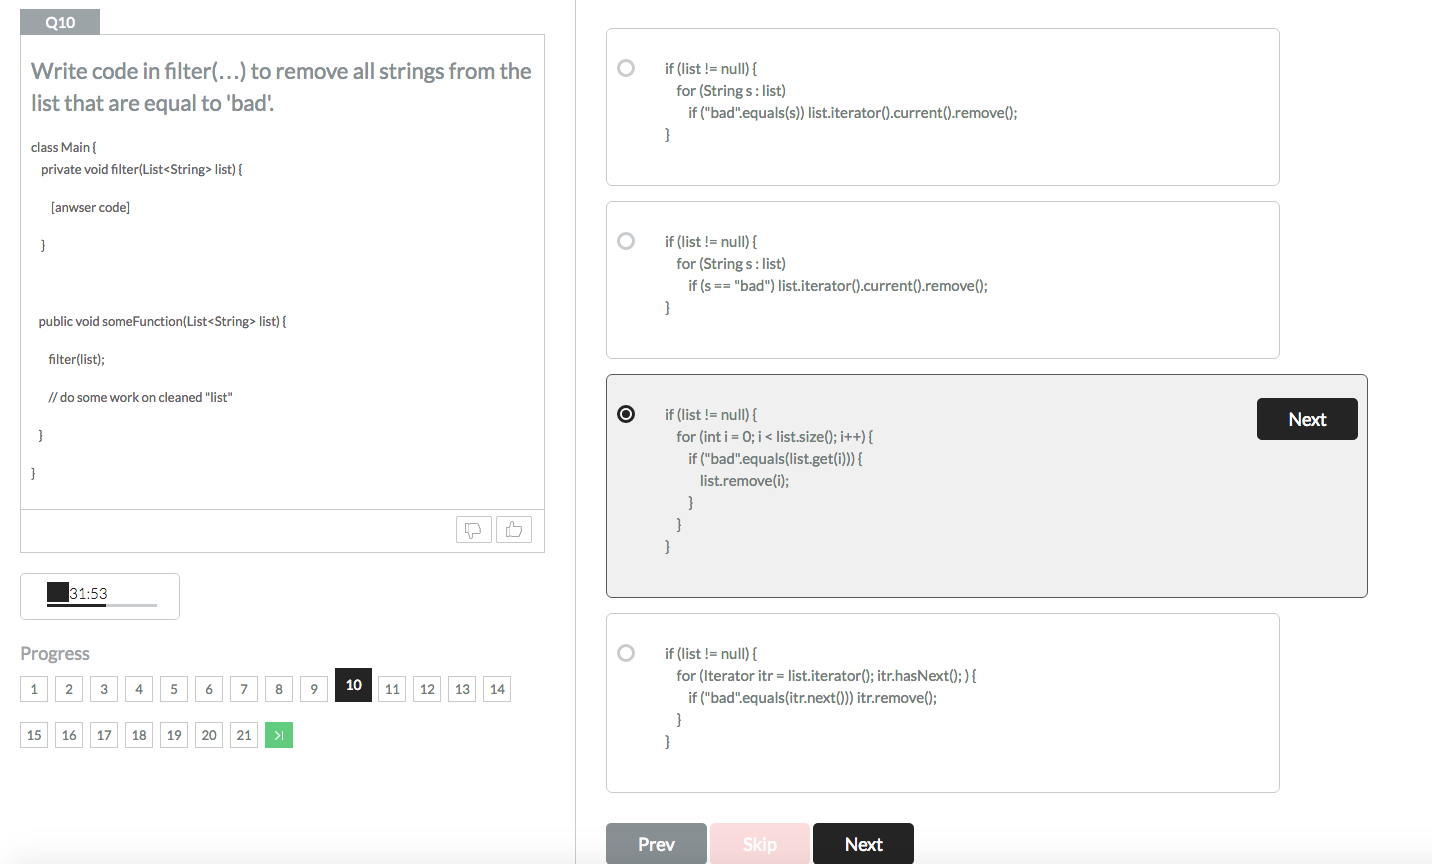 Q10
Write code in filter(...) to remove all strings from the
list that are equal to 'bad'.
class Main {
private void filter(List<String> list) {
[anwser code]
}
public void someFunction(List<String> list) {
filter(list);
// do some work on cleaned "list"
}
}
31:53
Progress
1 2 3 4 5 6 7 8 9 10 11 12 13 14
15 16 17 18 19 20 21
if (list != null) {
for (String s : list)
if ("bad".equals(s)) list.iterator().current().remove();
}
if (list != null) {
for (String s : list)
if (s == "bad") list.iterator().current().remove();
}
if (list != null) {
for (int i = 0; i < list.size(); i++) {
if ("bad".equals(list.get(i))) {
list.remove(i);
}
}
}
Next
if (list != null) {
for (Iterator itr = list.iterator(); itr.hasNext(); ) {
if ("bad".equals(itr.next())) itr.remove();
}
}
Prev Skip Next